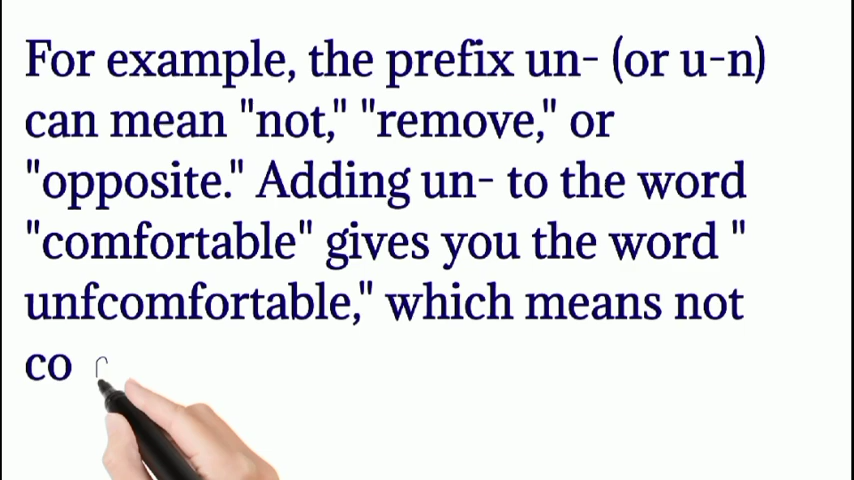 For example, the prefix un- (or u-n)
can mean "not," "remove," or
"opposite." Adding un- to the word
"comfortable" gives you the word "
unfcomfortable," which means not
co